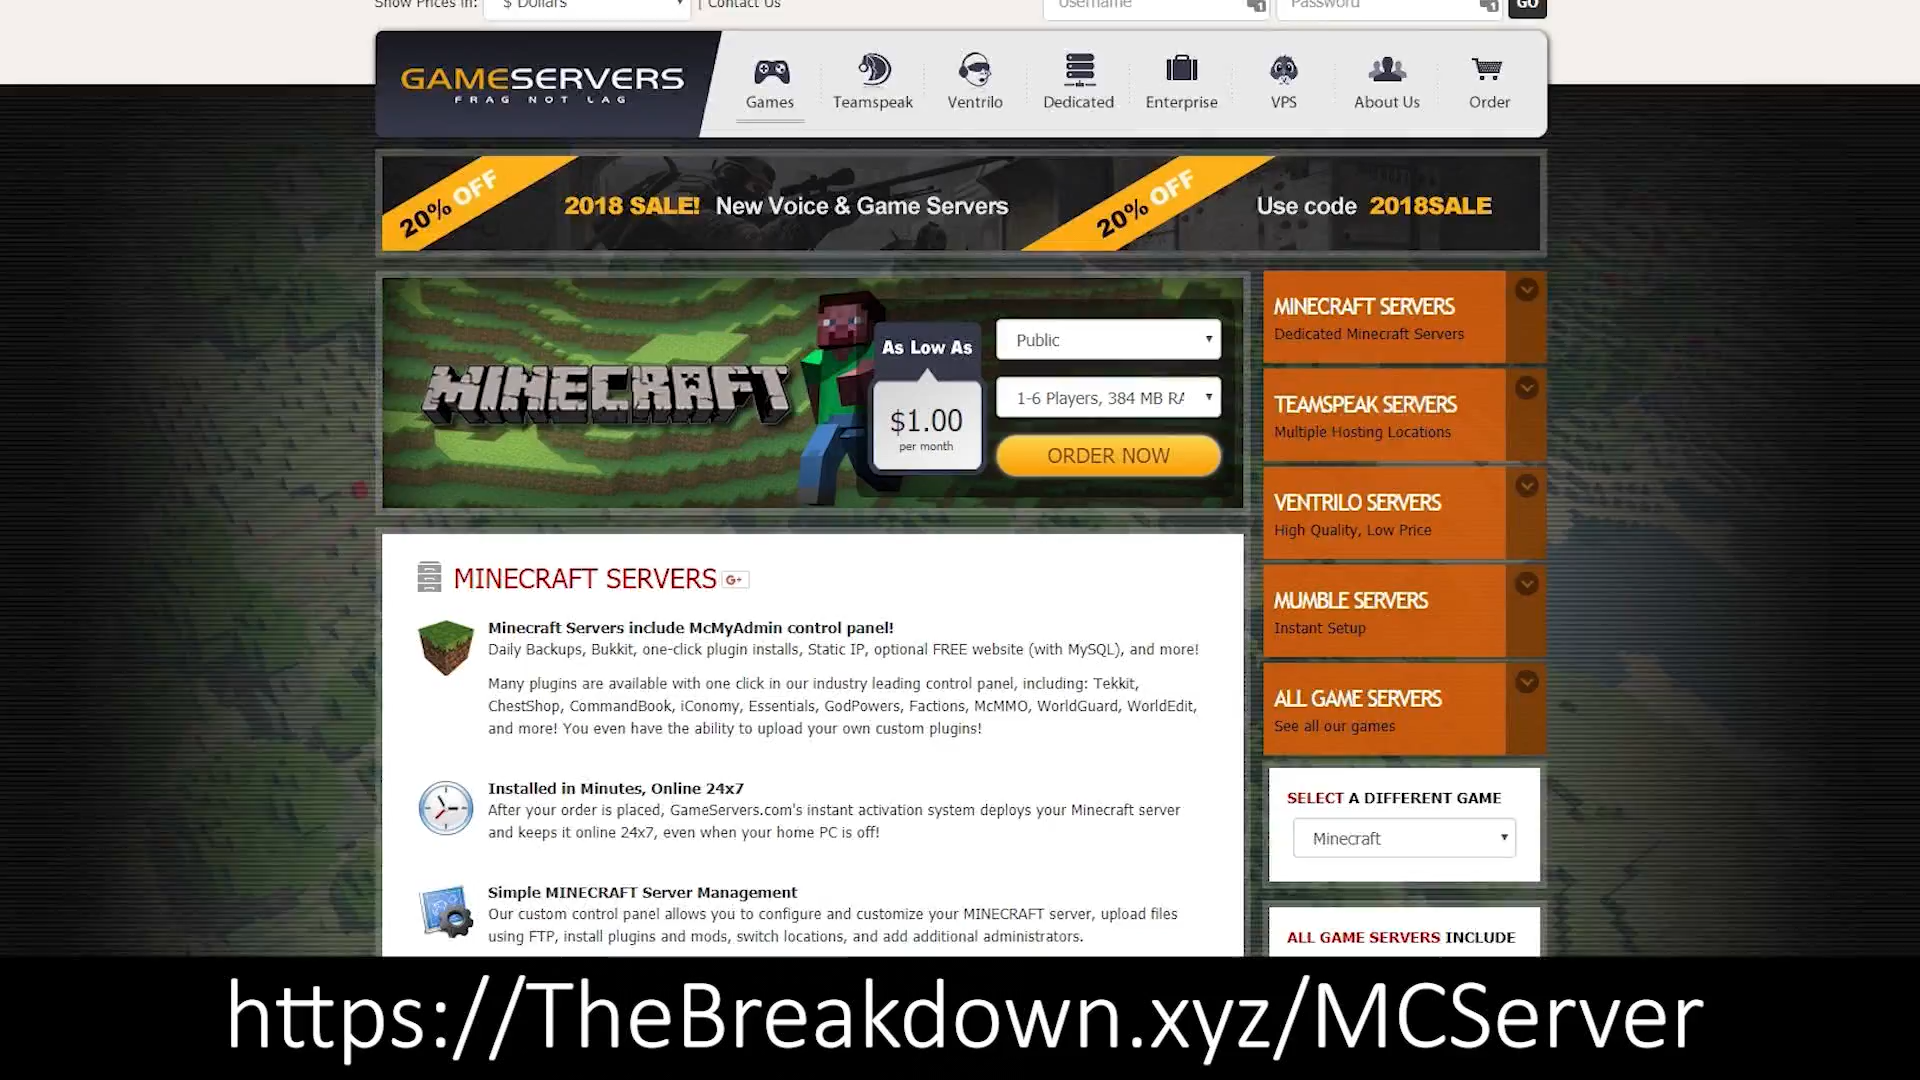 Show Prices In: $ Dollars | Contact Us Username Password GO
GAMESERVERS
FRAG NOT LAG
Games Teamspeak Ventrilo Dedicated Enterprise VPS About Us Order
20% OFF 2018 SALE! New Voice & Game Servers 20% OFF Use code 2018SALE
MINECRAFT
As Low As
$1.00
per month
Public
1-6 Players, 384 MB RA
ORDER NOW
MINECRAFT SERVERS
Dedicated Minecraft Servers
TEAMSPEAK SERVERS
Multiple Hosting Locations
VENTRILO SERVERS
High Quality, Low Price
MUMBLE SERVERS
Instant Setup
ALL GAME SERVERS
See all our games
SELECT A DIFFERENT GAME
Minecraft
ALL GAME SERVERS INCLUDE
MINECRAFT SERVERS G+
Minecraft Servers include McMyAdmin control panel!
Daily Backups, Bukkit, one-click plugin installs, Static IP, optional FREE website (with MySQL), and more!
Many plugins are available with one click in our industry leading control panel, including: Tekkit,
ChestShop, CommandBook, iConomy, Essentials, GodPowers, Factions, McMMO, WorldGuard, WorldEdit,
and more! You even have the ability to upload your own custom plugins!
Installed in Minutes, Online 24x7
After your order is placed, GameServers.com's instant activation system deploys your Minecraft server
and keeps it online 24x7, even when your home PC is off!
Simple MINECRAFT Server Management
Our custom control panel allows you to configure and customize your MINECRAFT server, upload files
using FTP, install plugins and mods, switch locations, and add additional administrators.
https://TheBreakdown.xyz/MCServer